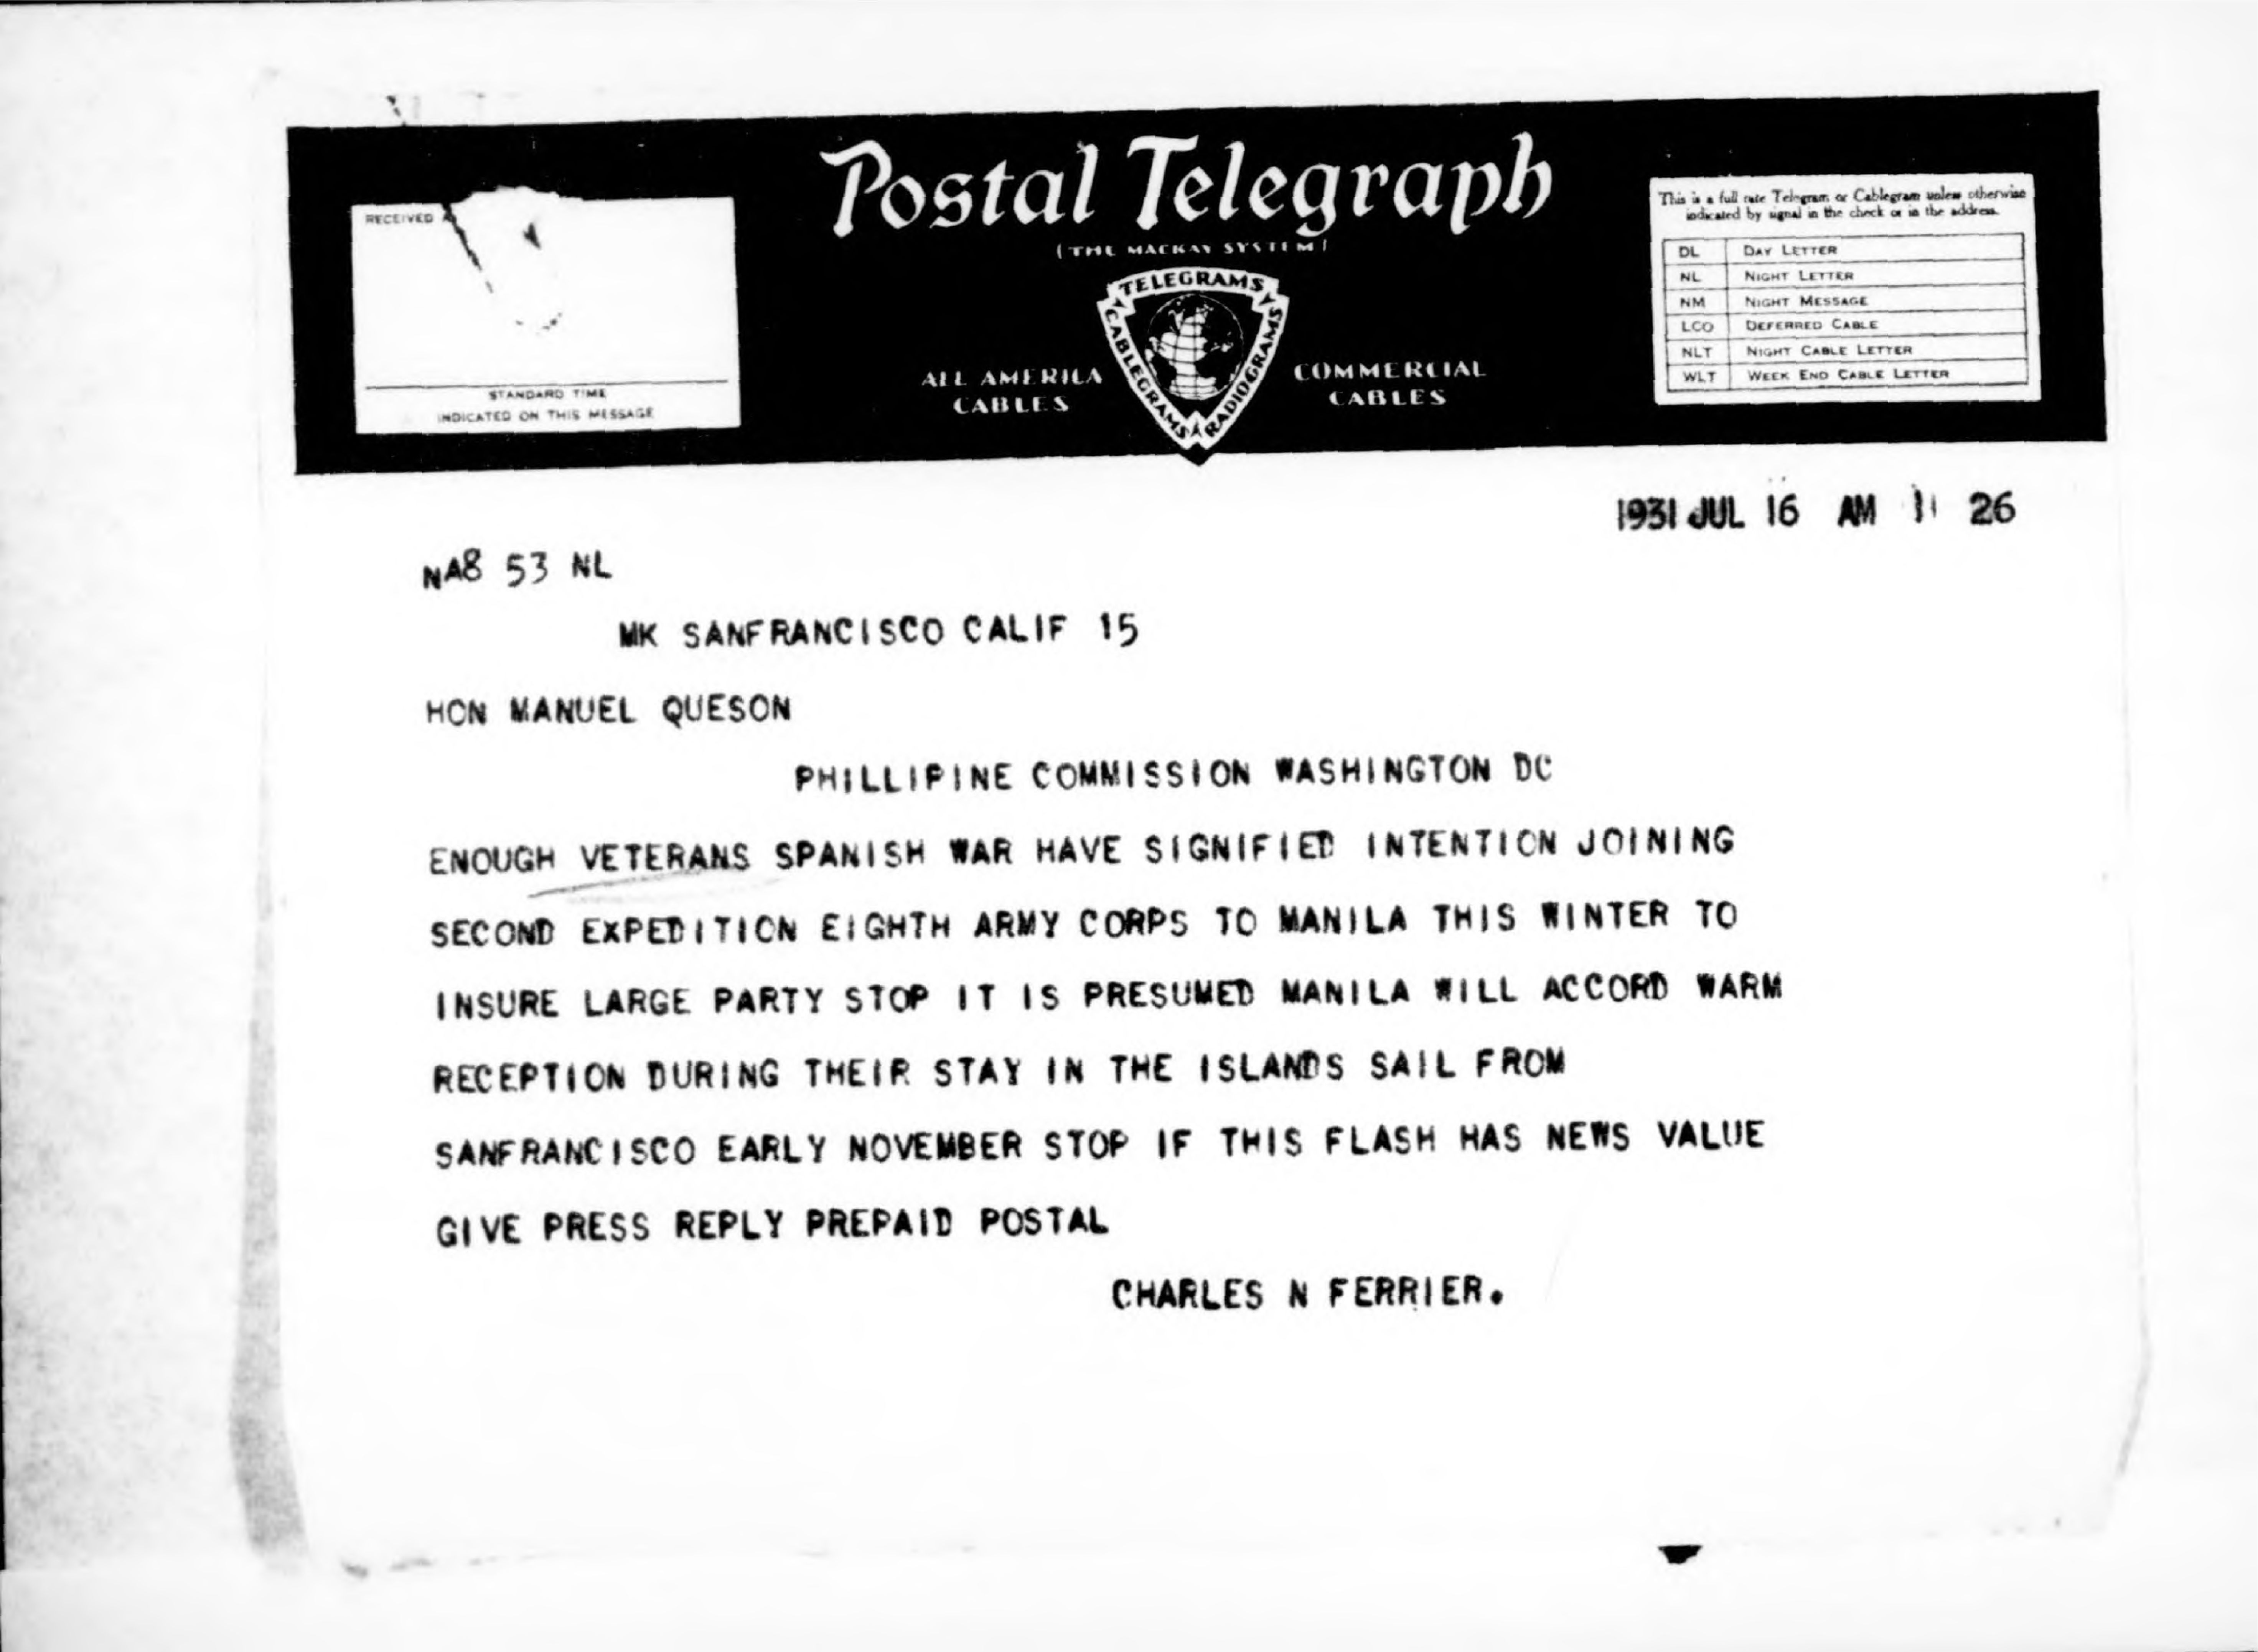 Postal Telegraph
(THE MACKAY SYSTEM)
RECEIVED
STANDARD TIME
INDICATED ON THIS MESSAGE
TELEGRAMS
CABLEGRAMS
RADIOGRAMS
ALL AMERICA
CABLES
COMMERCIAL
CABLES
This is a full rate Telegram or Cablegram unless otherwise
indicated by signal in the check or in the address.
DL DAY LETTER
NL NIGHT LETTER
NM NIGHT MESSAGE
LCO DEFERRED CABLE
NLT NIGHT CABLE LETTER
WLT WEEK END CABLE LETTER
1931 JUL 16 AM 11 26
NA8 53 NL
MK SANFRANCISCO CALIF 15
HON MANUEL QUESON
PHILLIPINE COMMISSION WASHINGTON DC
ENOUGH VETERANS SPANISH WAR HAVE SIGNIFIED INTENTION JOINING
SECOND EXPEDITION EIGHTH ARMY CORPS TO MANILA THIS WINTER TO
INSURE LARGE PARTY STOP IT IS PRESUMED MANILA WILL ACCORD WARM
RECEPTION DURING THEIR STAY IN THE ISLANDS SAIL FROM
SANFRANCISCO EARLY NOVEMBER STOP IF THIS FLASH HAS NEWS VALUE
GIVE PRESS REPLY PREPAID POSTAL
CHARLES N FERRIER.